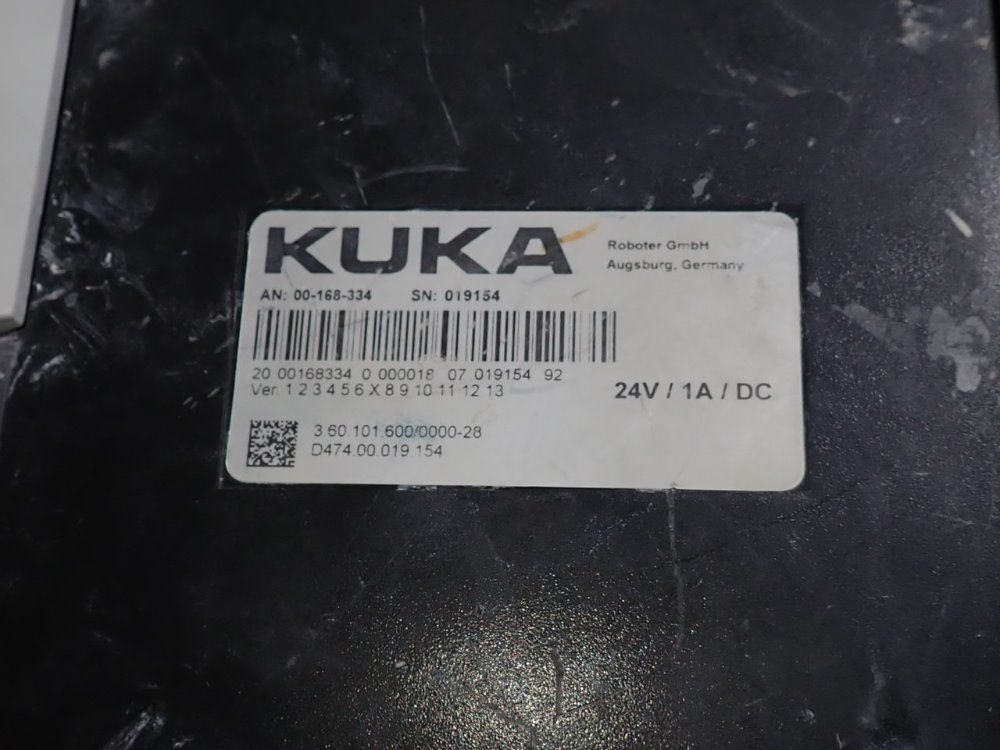 KUKA
Roboter GmbH
Augsburg, Germany
AN: 00-168-334 SN: 019154
20 00168334 0 000018 07 019154 92
Ver. 1 2 3 4 5 6 X 8 9 10 11 12 13
24V / 1A / DC
3.60.101.600/0000-28
D474.00.019 154